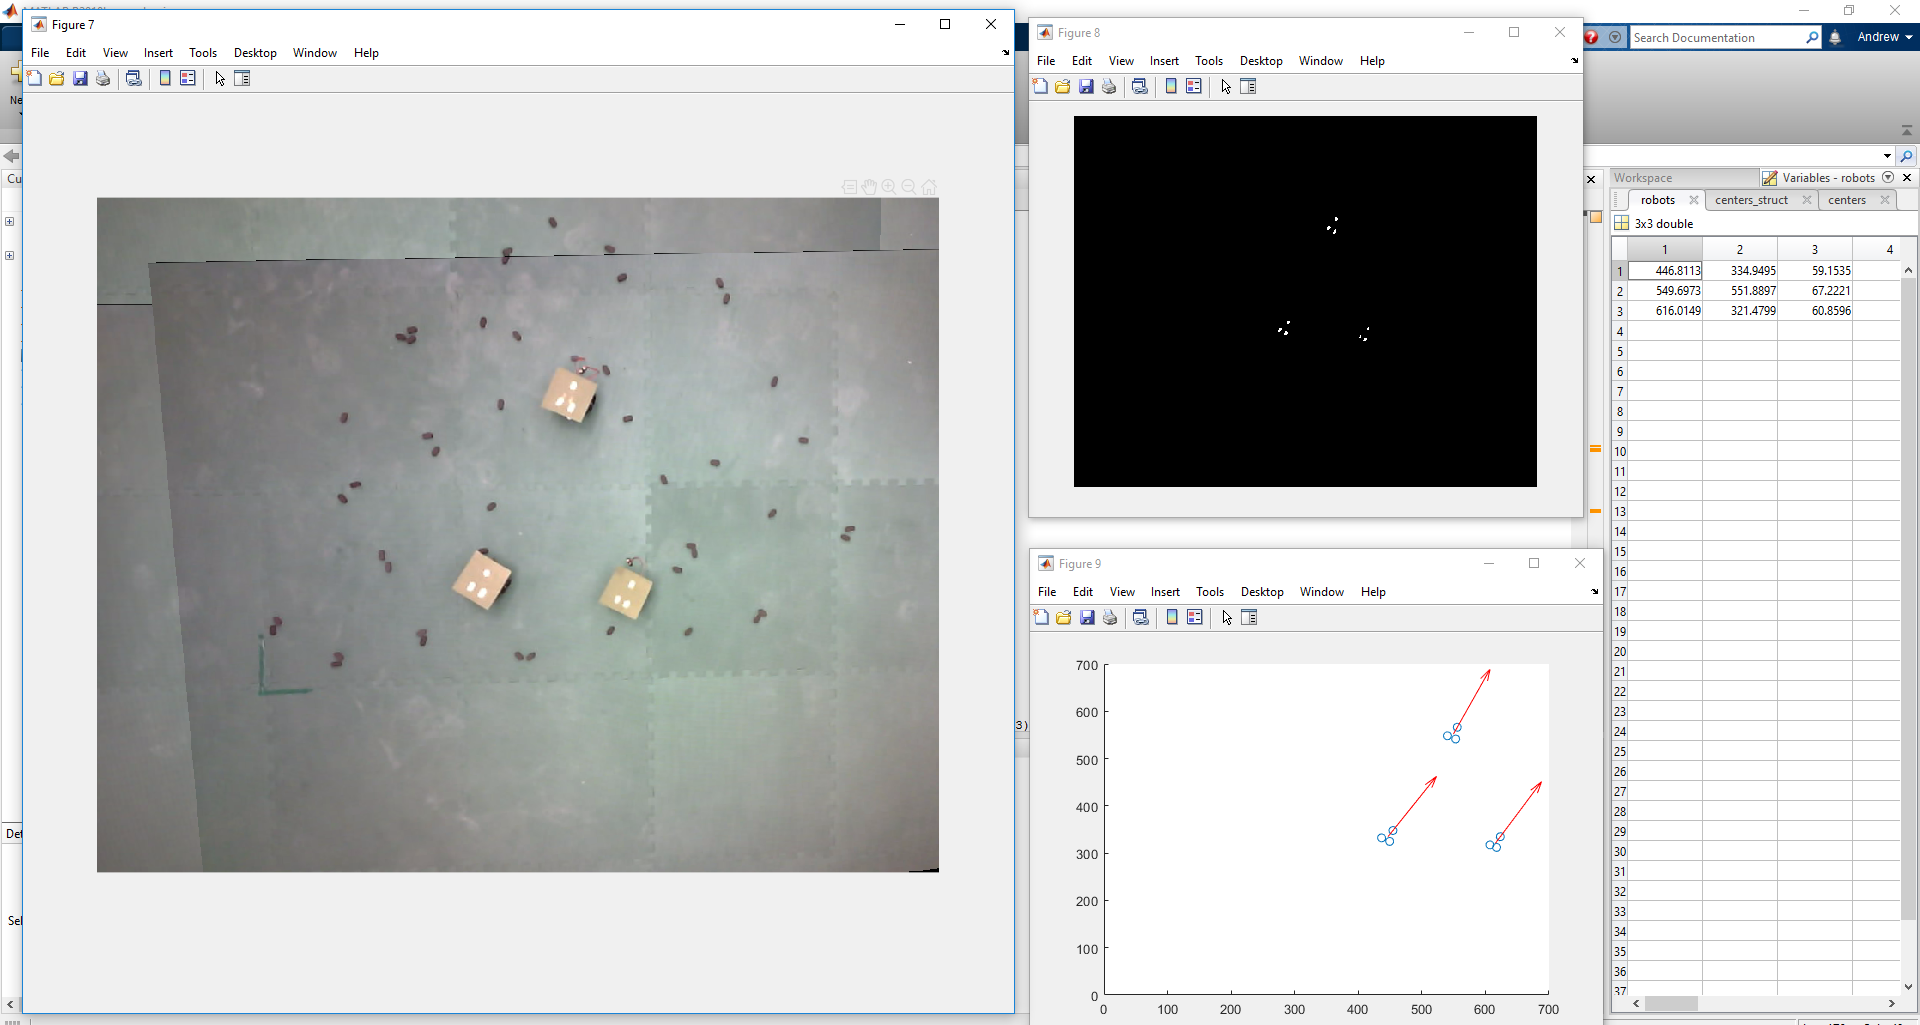 Figure 7
File Edit View Insert Tools Desktop Window Help
Figure 8
File Edit View Insert Tools Desktop Window Help
Search Documentation
Andrew
Ne
Cu
Workspace
Variables - robots
robots centers_struct centers
3x3 double
1 2 3 4
1 446.8113 334.9495 59.1535
2 549.6973 551.8897 67.2221
3 616.0149 321.4799 60.8596
4
5
6
7
8
9
10
11
12
13
14
15
16
17
18
19
20
21
22
23
24
25
26
27
28
29
30
31
32
33
34
35
36
37
Figure 9
File Edit View Insert Tools Desktop Window Help
3)
700
600
500
400
300
200
100
0
0 100 200 300 400 500 600 700
Det
Sel